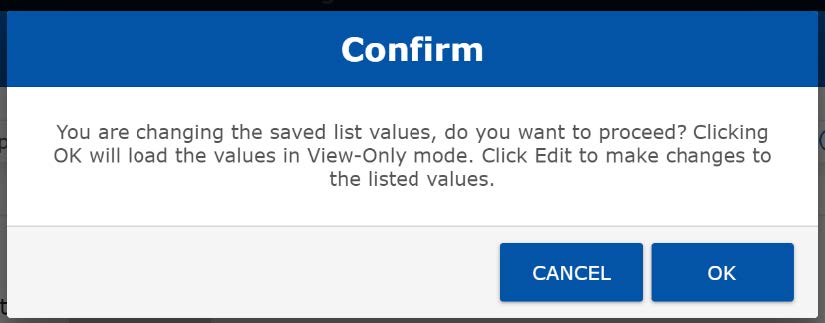 Confirm
You are changing the saved list values, do you want to proceed? Clicking
OK will load the values in View-Only mode. Click Edit to make changes to
the listed values.
CANCEL OK